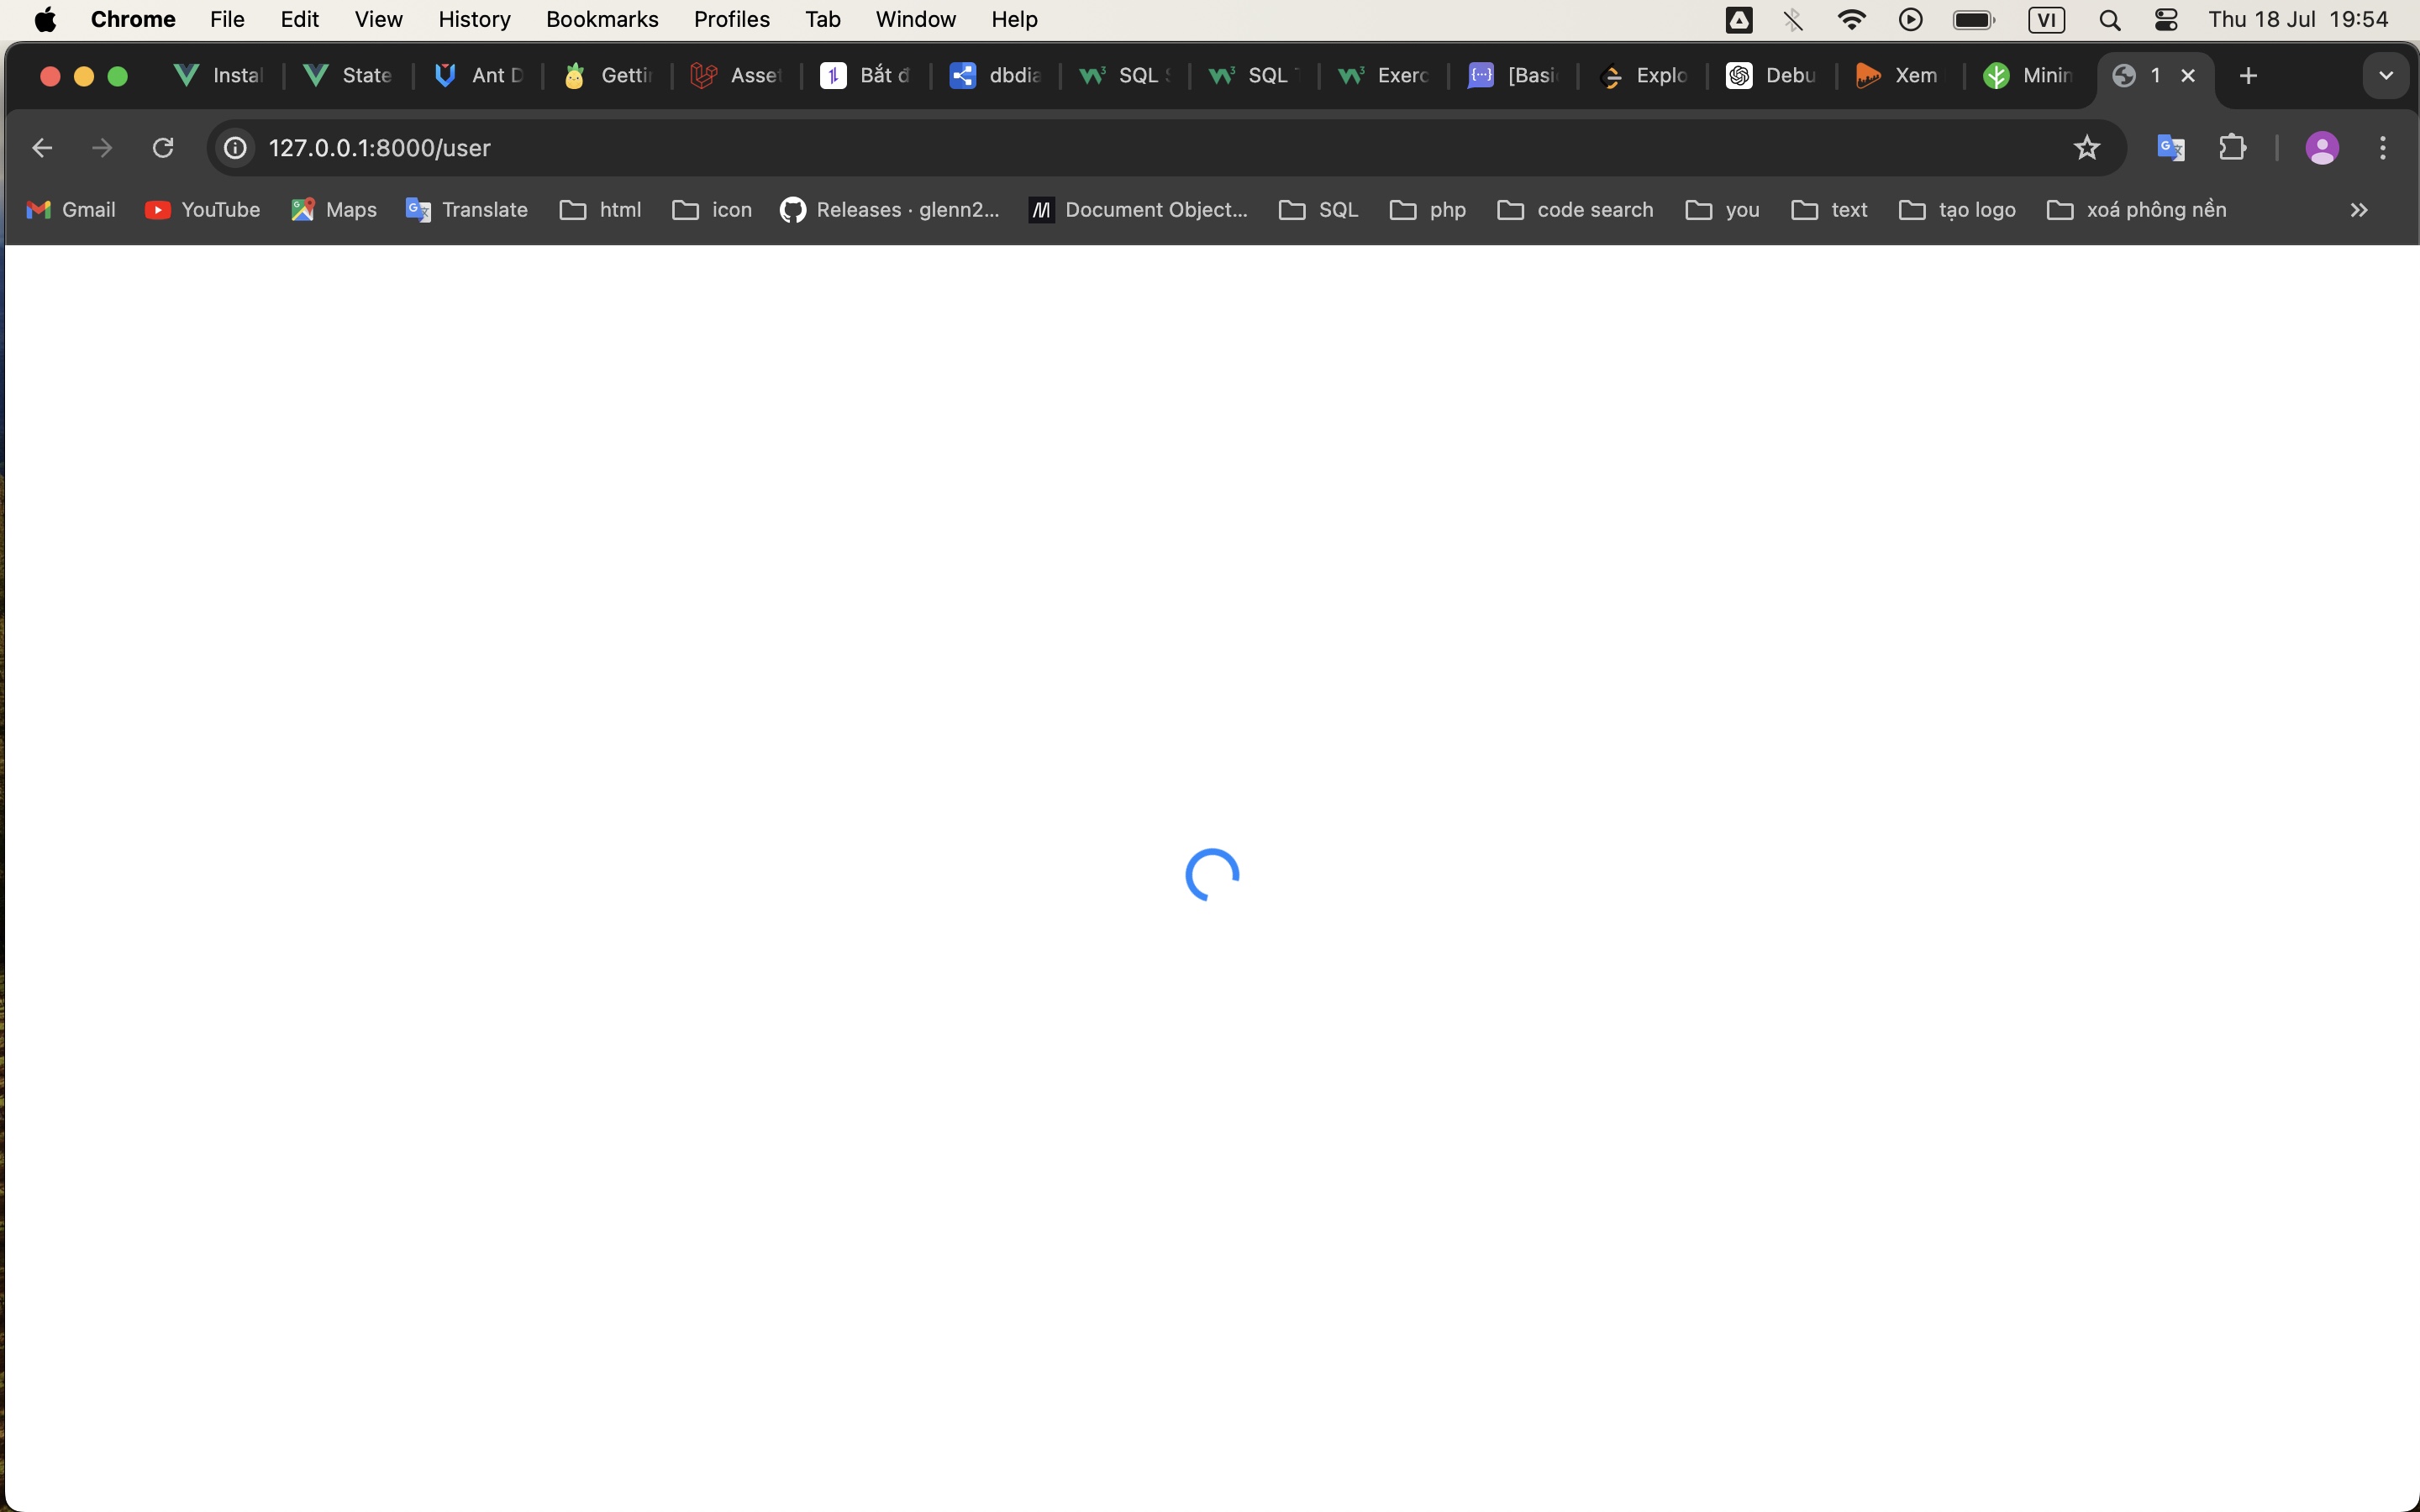 Chrome File Edit View History Bookmarks Profiles Tab Window Help VI Thu 18 Jul 19:54
Instal State Ant D Gettin Asset Bắt đ dbdia SQL S SQL T Exerc {···} [Basi Explo Debu Xem Minin 1
127.0.0.1:8000/user
Gmail YouTube Maps Translate html icon Releases · glenn2... Document Object... SQL php code search you text tạo logo xoá phông nền